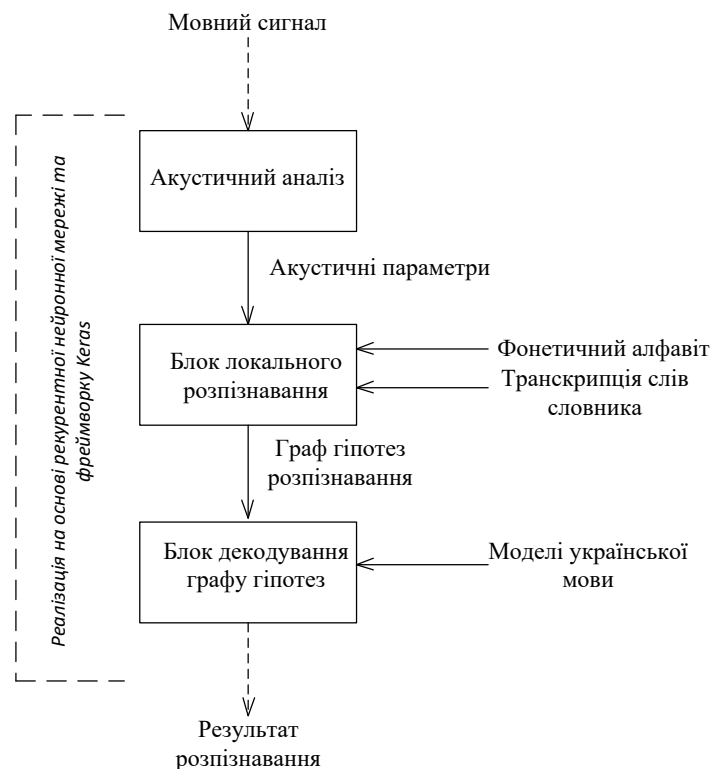 Мовний сигнал
Реалізація на основі рекурентної нейронної мережі та
фреймворку Keras
Акустичний аналіз
Акустичні параметри
Блок локального
розпізнавання
Фонетичний алфавіт
Транскрипція слів
словника
Граф гіпотез
розпізнавання
Блок декодування
графу гіпотез
Моделі української
мови
Результат
розпізнавання